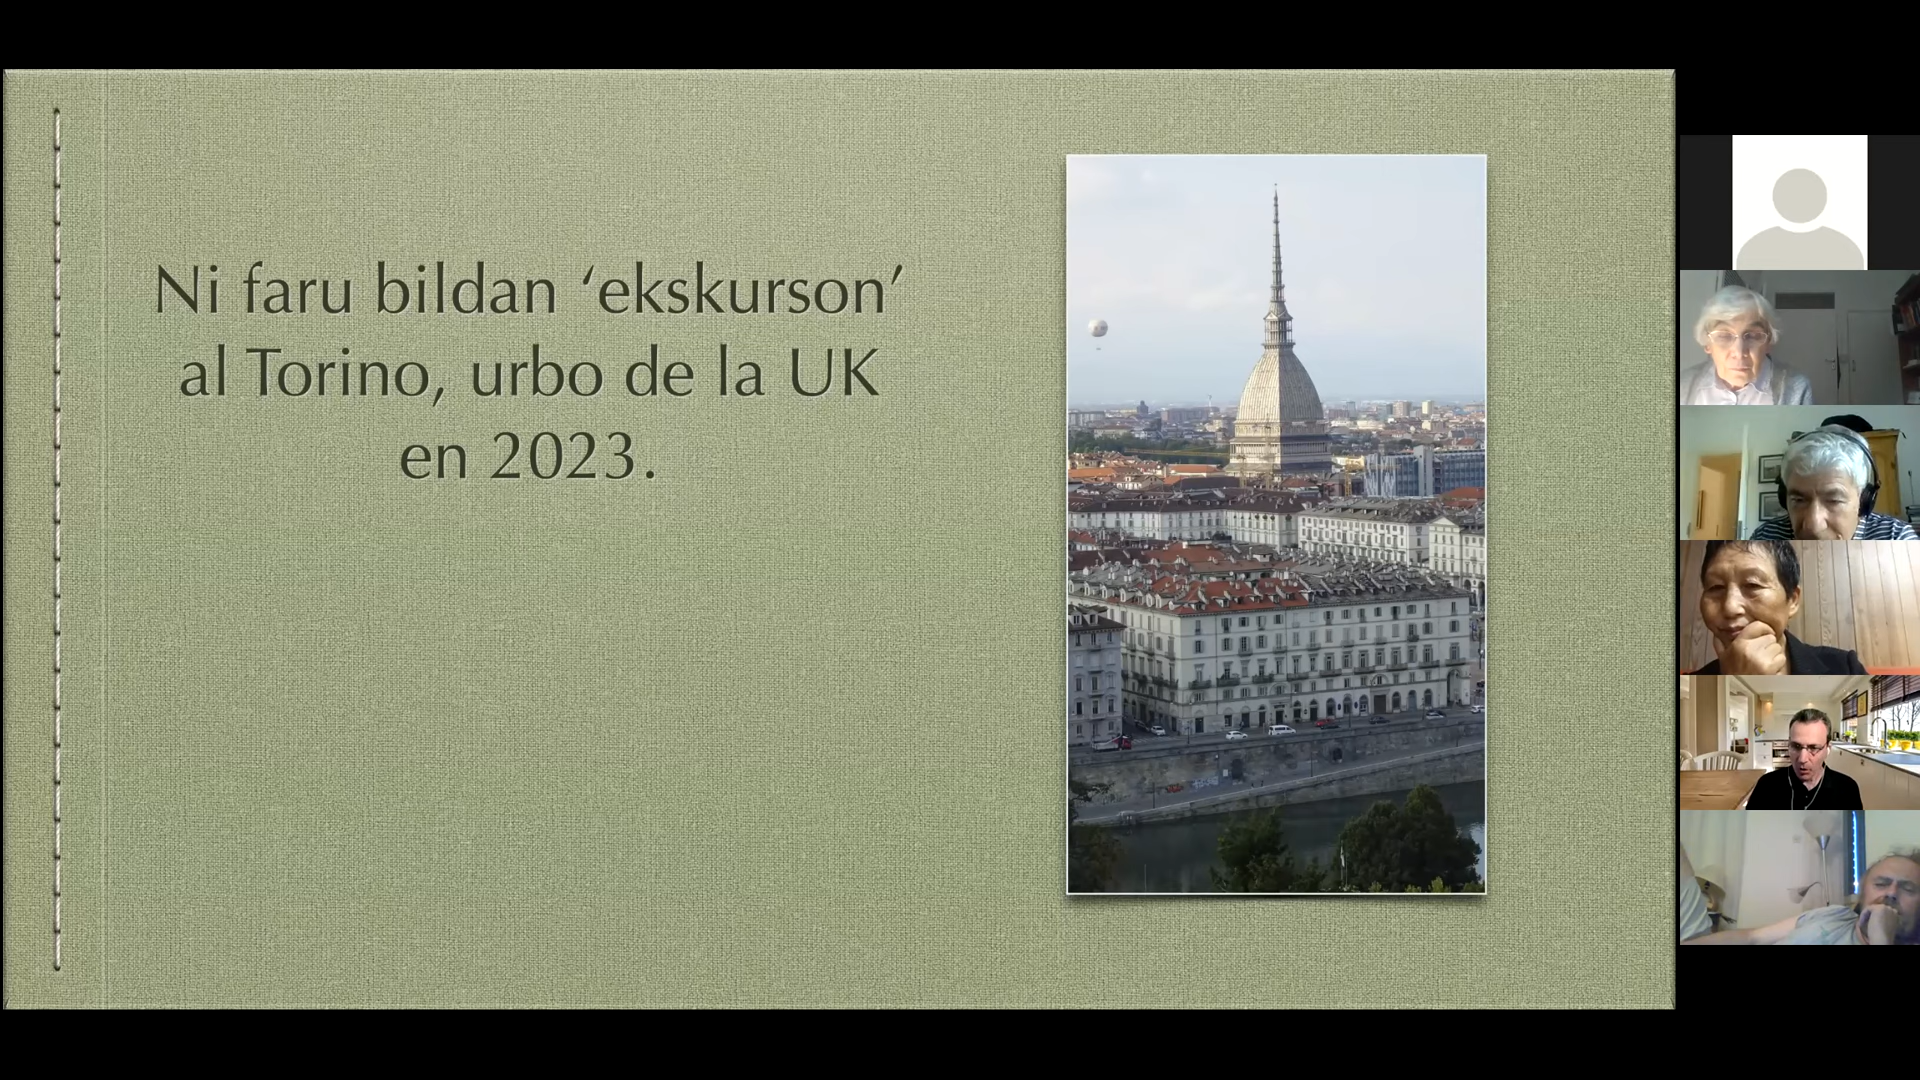 Ni faru bildan ‘ekskurson’
al Torino, urbo de la UK
en 2023.